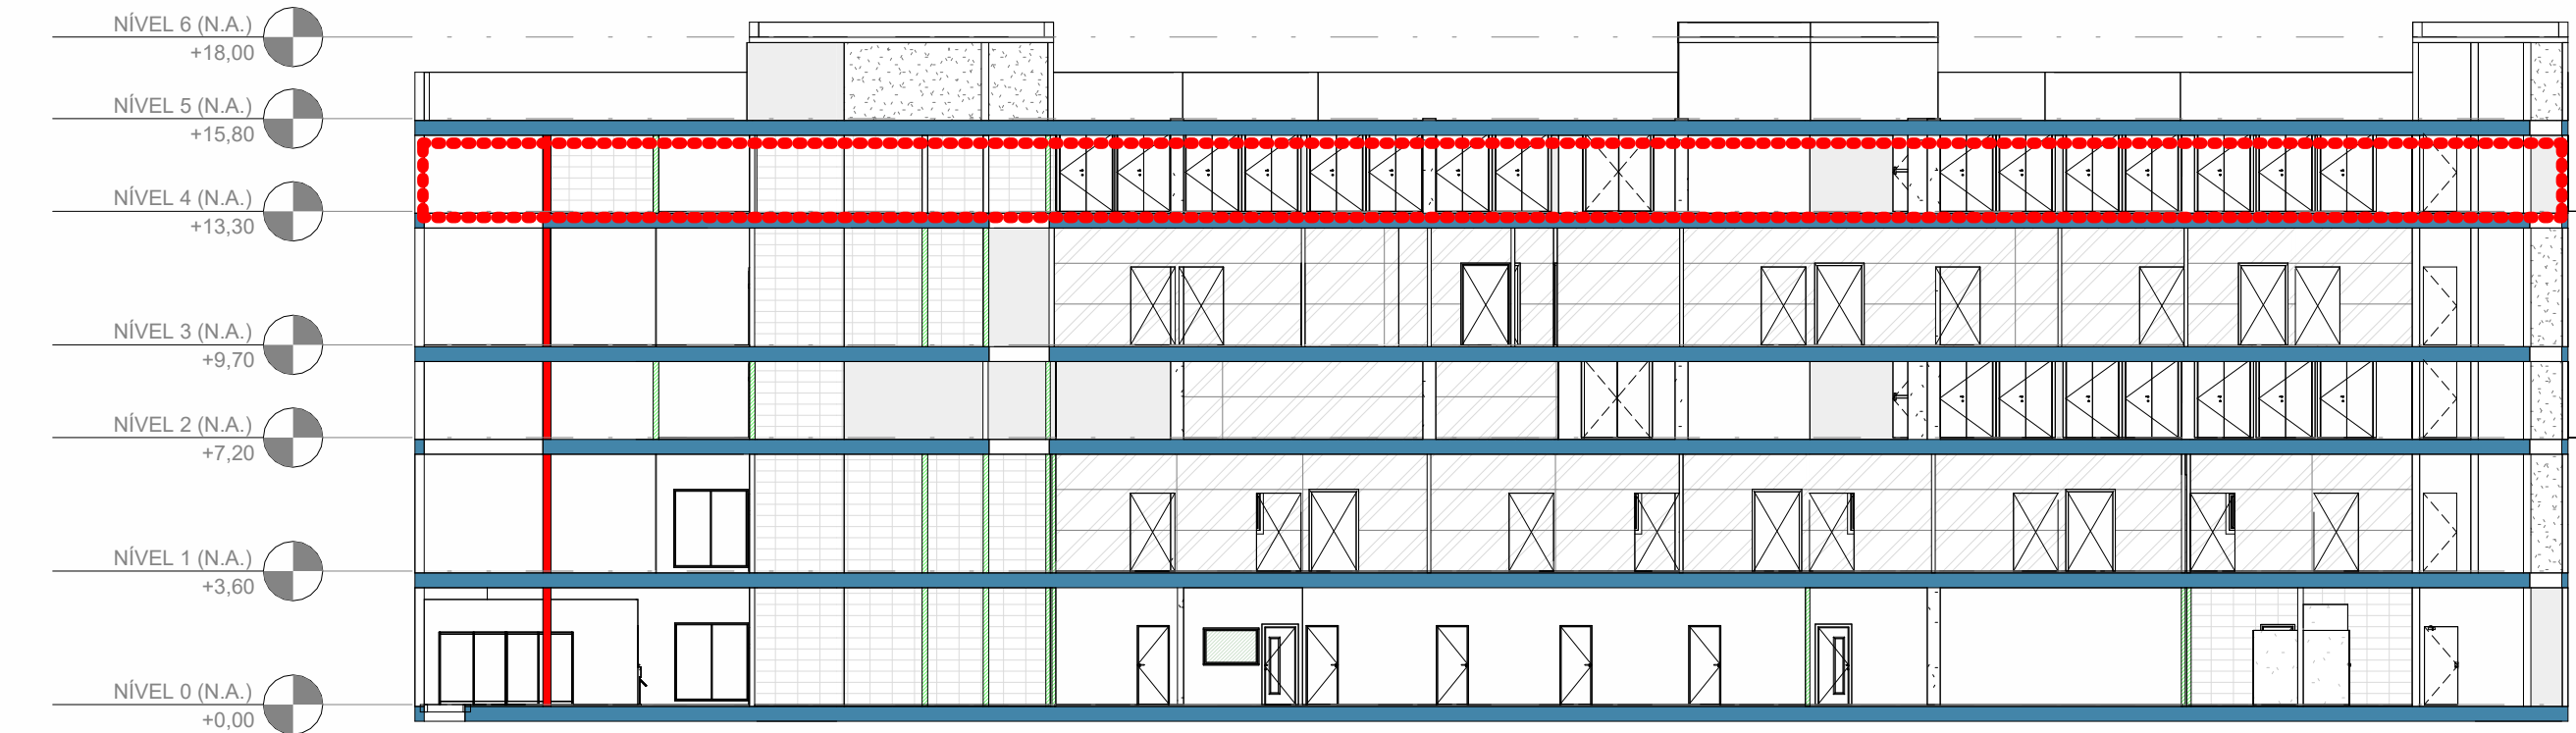 NÍVEL 6 (N.A.)
+18,00
NÍVEL 5 (N.A.)
+15,80
NÍVEL 4 (N.A.)
+13,30
NÍVEL 3 (N.A.)
+9,70
NÍVEL 2 (N.A.)
+7,20
NÍVEL 1 (N.A.)
+3,60
NÍVEL 0 (N.A.)
+0,00